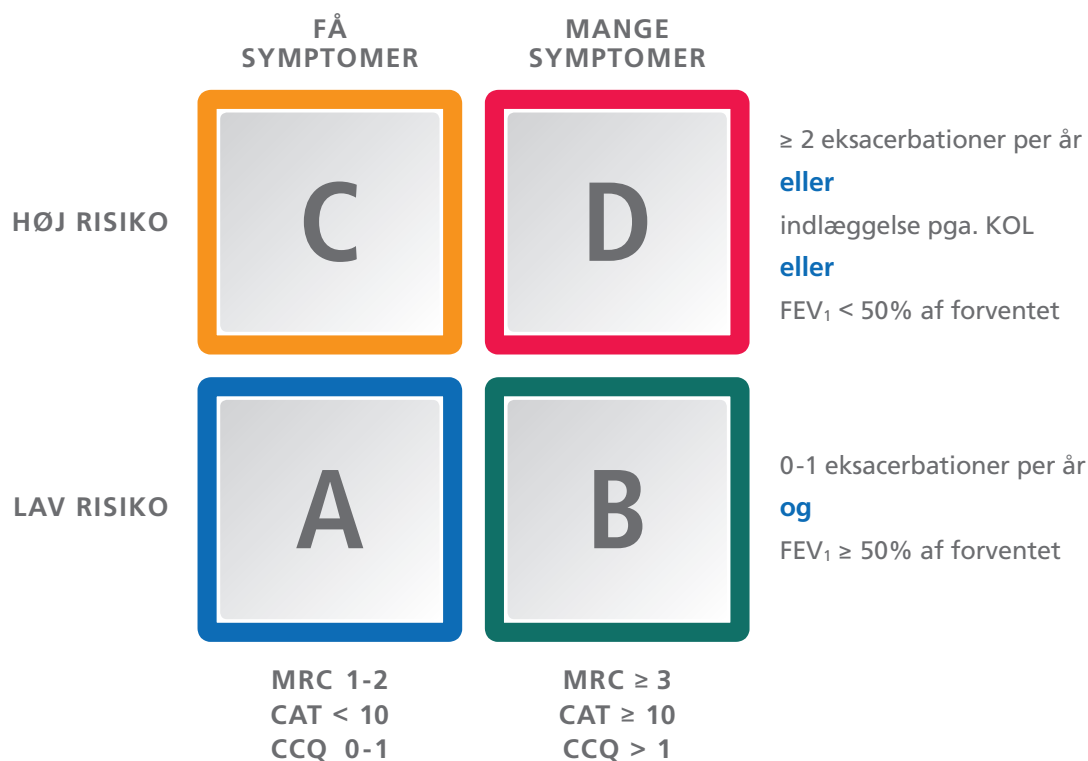 FÅ
SYMPTOMER
MANGE
SYMPTOMER
HØJ RISIKO
C
D
≥ 2 eksacerbationer per år
eller
indlæggelse pga. KOL
eller
FEV₁ < 50% af forventet
LAV RISIKO
A
B
0-1 eksacerbationer per år
og
FEV₁ ≥ 50% af forventet
MRC 1-2
CAT < 10
CCQ 0-1
MRC ≥ 3
CAT ≥ 10
CCQ > 1